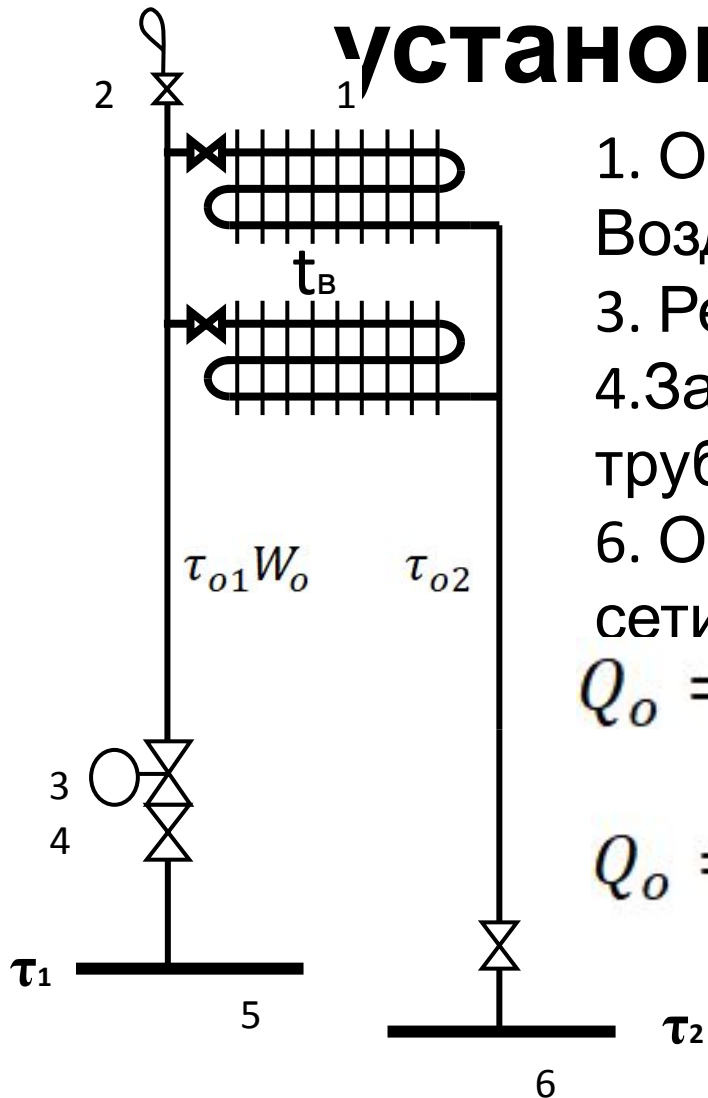 устано
2
1
1. О
Возд
3. Ре
tв
4.За
труб
6. О
τo1Wo
τo2
сети
Qo =
3
4
Qo =
τ1
5
τ2
6